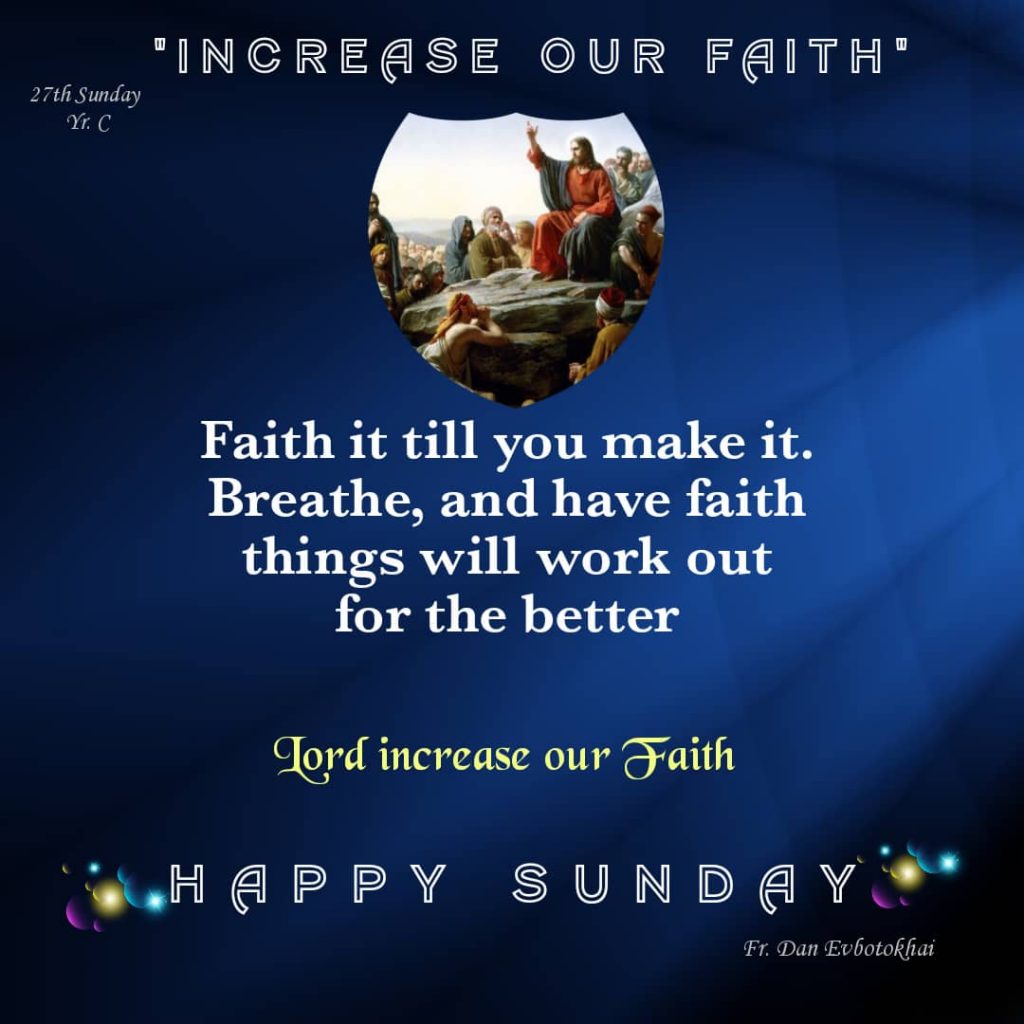 "INCREASE OUR FAITH"
27th Sunday
Yr. C
Faith it till you make it.
Breathe, and have faith
things will work out
for the better
Lord increase our Faith
HAPPY SUNDAY
Fr. Dan Evbotokhai